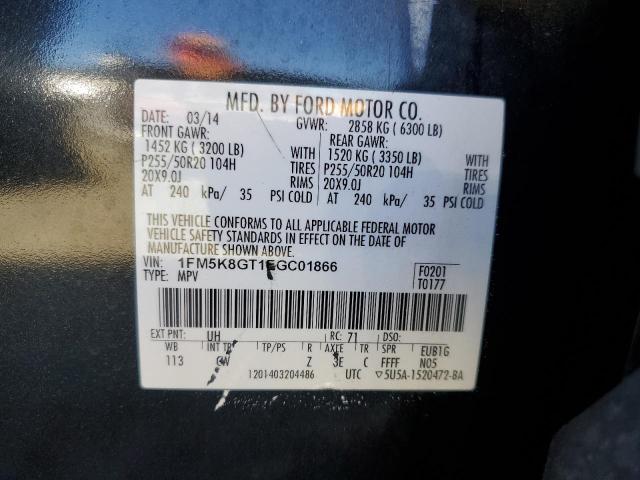 MFD. BY FORD MOTOR CO.
DATE: 03/14 GVWR: 2858 KG ( 6300 LB)
FRONT GAWR: REAR GAWR:
1452 KG ( 3200 LB) WITH 1520 KG ( 3350 LB) WITH
P255/50R20 104H TIRES P255/50R20 104H TIRES
20X9.0J RIMS 20X9.0J RIMS
AT 240 kPa/ 35 PSI COLD AT 240 kPa/ 35 PSI COLD
THIS VEHICLE CONFORMS TO ALL APPLICABLE FEDERAL MOTOR
VEHICLE SAFETY STANDARDS IN EFFECT ON THE DATE OF
MANUFACTURE SHOWN ABOVE.
VIN: 1FM5K8GT1EGC01866 F0201
TYPE: MPV T0177
EXT PNT: UH RC: 71 DSO:
WB INT TR TP/PS R AXLE TR SPR EUB1G
113 CW Z 3E C FFFF N05
1201403204486 UTC ▽5U5A-1520472-BA